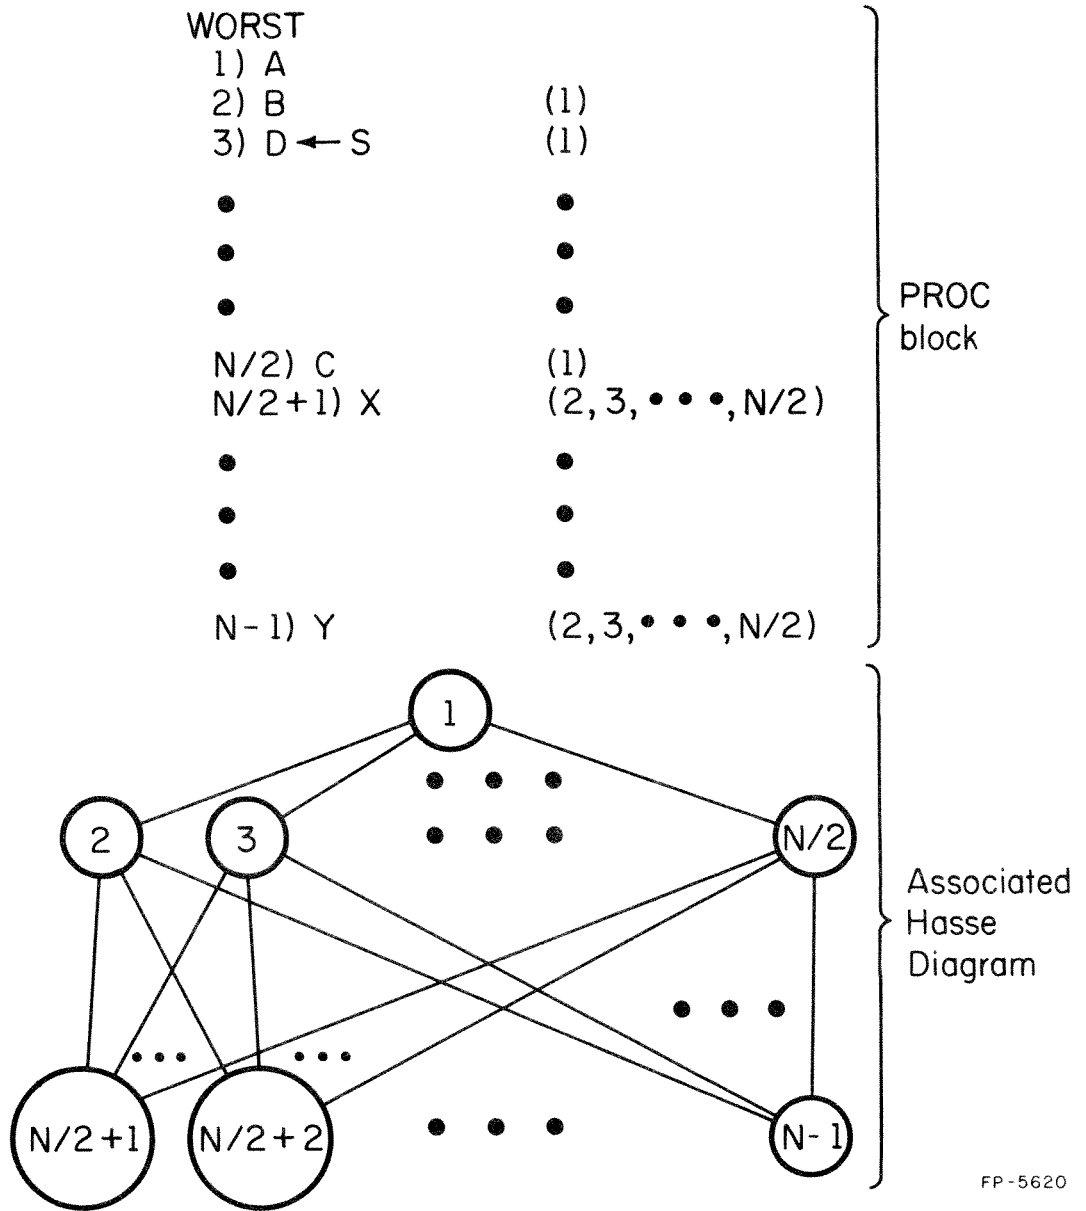 WORST
1) A
2) B (1)
3) D ← S (1)
• •
• •
• •
N/2) C (1)
N/2+1) X (2,3,•••,N/2)
• •
• •
• •
N-1) Y (2,3,•••,N/2)
PROC
block
1
• • •
2 3 • • • N/2
Associated
Hasse
Diagram
• • •
••• •••
N/2+1 N/2+2 • • • N-1
FP-5620